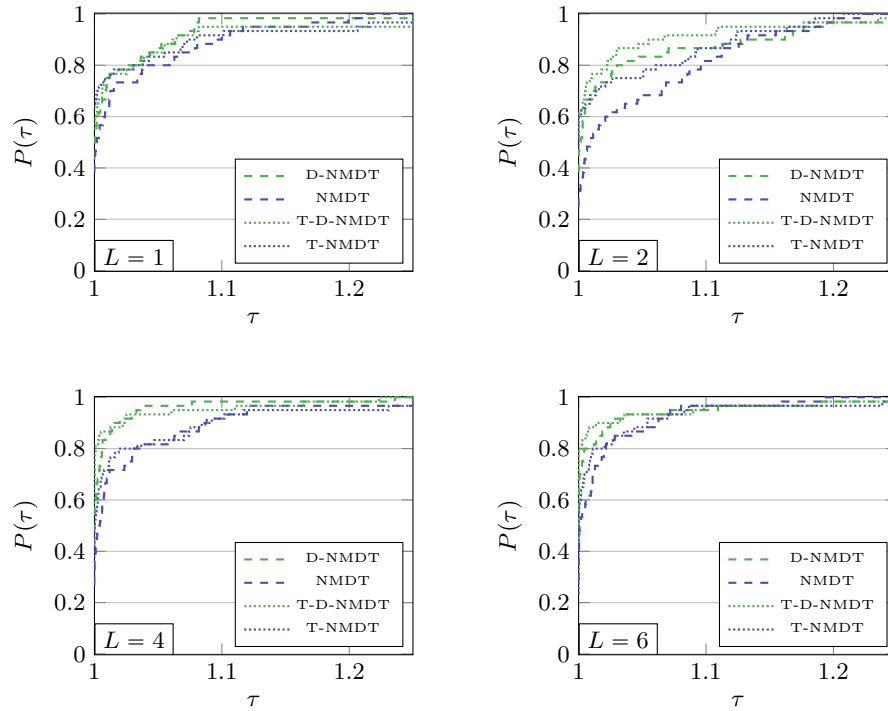 1
0.8
0.6
0.4
0.2
0
P(τ)
D-NMDT
NMDT
T-D-NMDT
T-NMDT
L = 1
1
1.1
1.2
τ
1
0.8
0.6
0.4
0.2
0
P(τ)
D-NMDT
NMDT
T-D-NMDT
T-NMDT
L = 2
1
1.1
1.2
τ
1
0.8
0.6
0.4
0.2
0
P(τ)
D-NMDT
NMDT
T-D-NMDT
T-NMDT
L = 4
1
1.1
1.2
τ
1
0.8
0.6
0.4
0.2
0
P(τ)
D-NMDT
NMDT
T-D-NMDT
T-NMDT
L = 6
1
1.1
1.2
τ